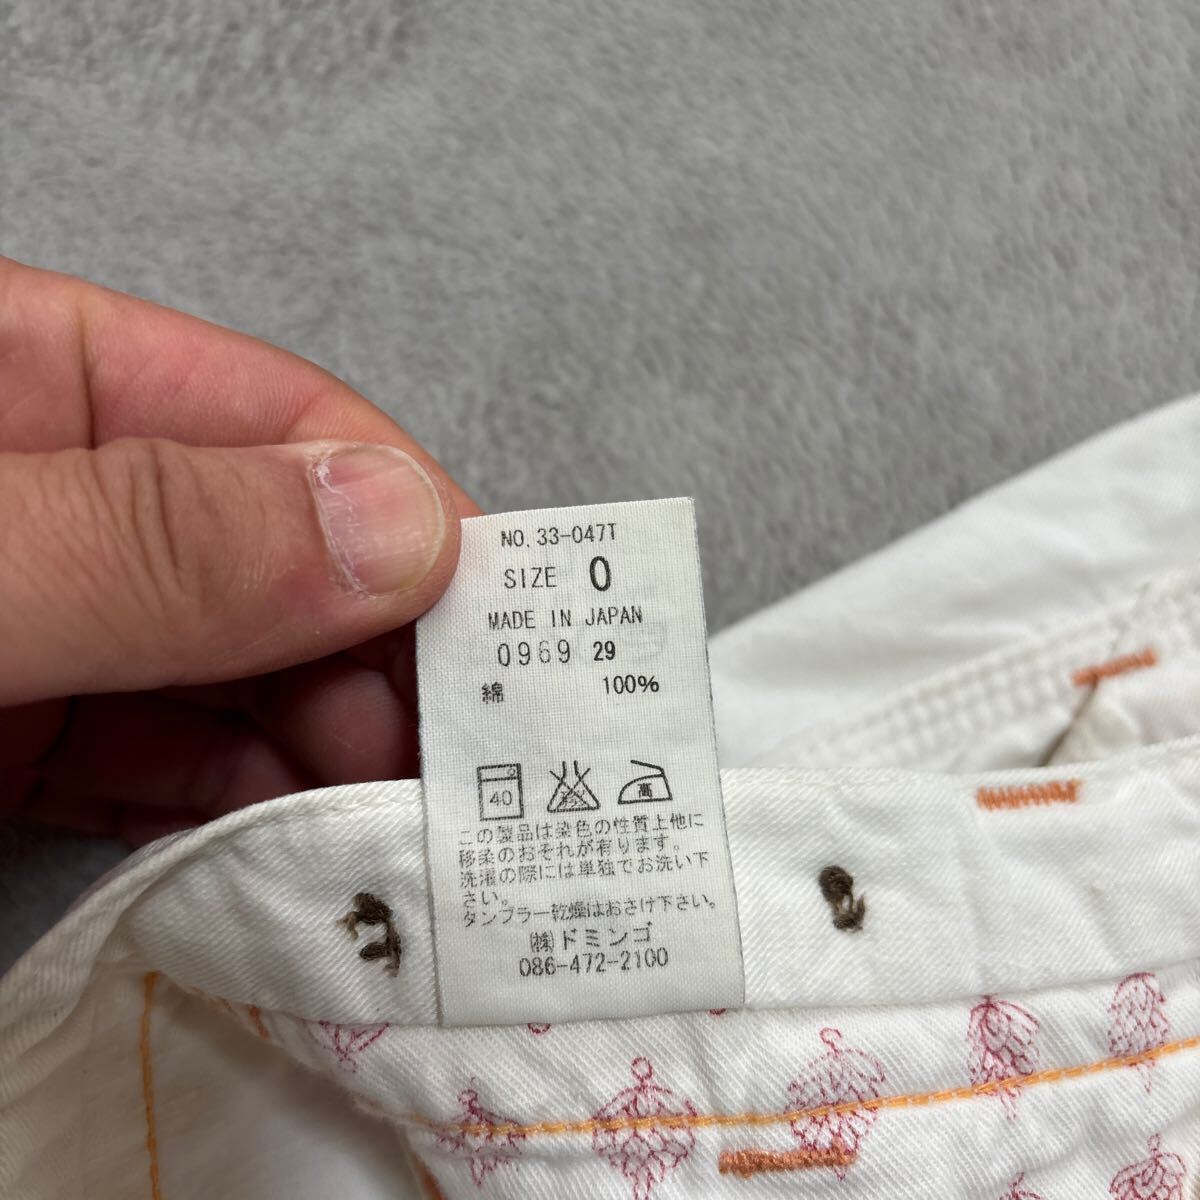 NO. 33-047T
SIZE 0
MADE IN JAPAN
0969 29
綿 100%
40 高
この製品は染色の性質上他に
移染のおそれが有ります。
洗濯の際には単独でお洗い下
さい。
タンブラー乾燥はおさけ下さい。
㈱ドミンゴ
086-472-2100